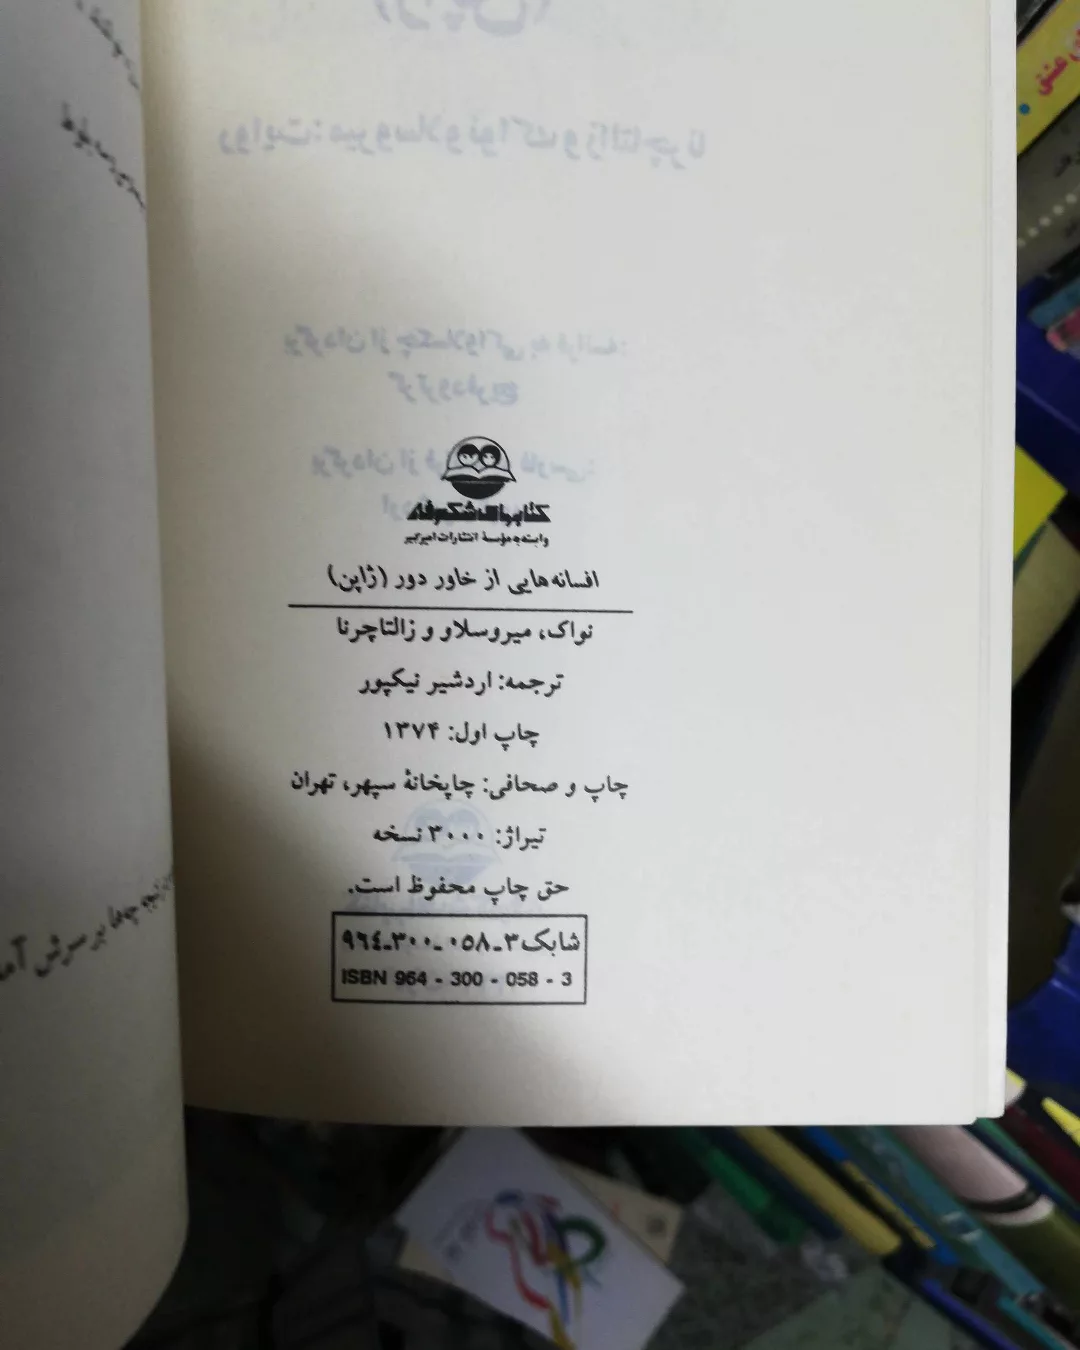 کتابهای شکوفه
وابسته به مؤسسهٔ انتشارات امیرکبیر
افسانه‌هایی از خاور دور (ژاپن)
نواک، میروسلاو و زالتاچرنا
ترجمه: اردشیر نیکپور
چاپ اول: ۱۳۷۴
چاپ و صحافی: چاپخانهٔ سپهر، تهران
تیراژ: ۳۰۰۰ نسخه
حق چاپ محفوظ است.
شابک ۳-۰۵۸-۳۰۰-۹۶۴
ISBN 964 - 300 - 058 - 3